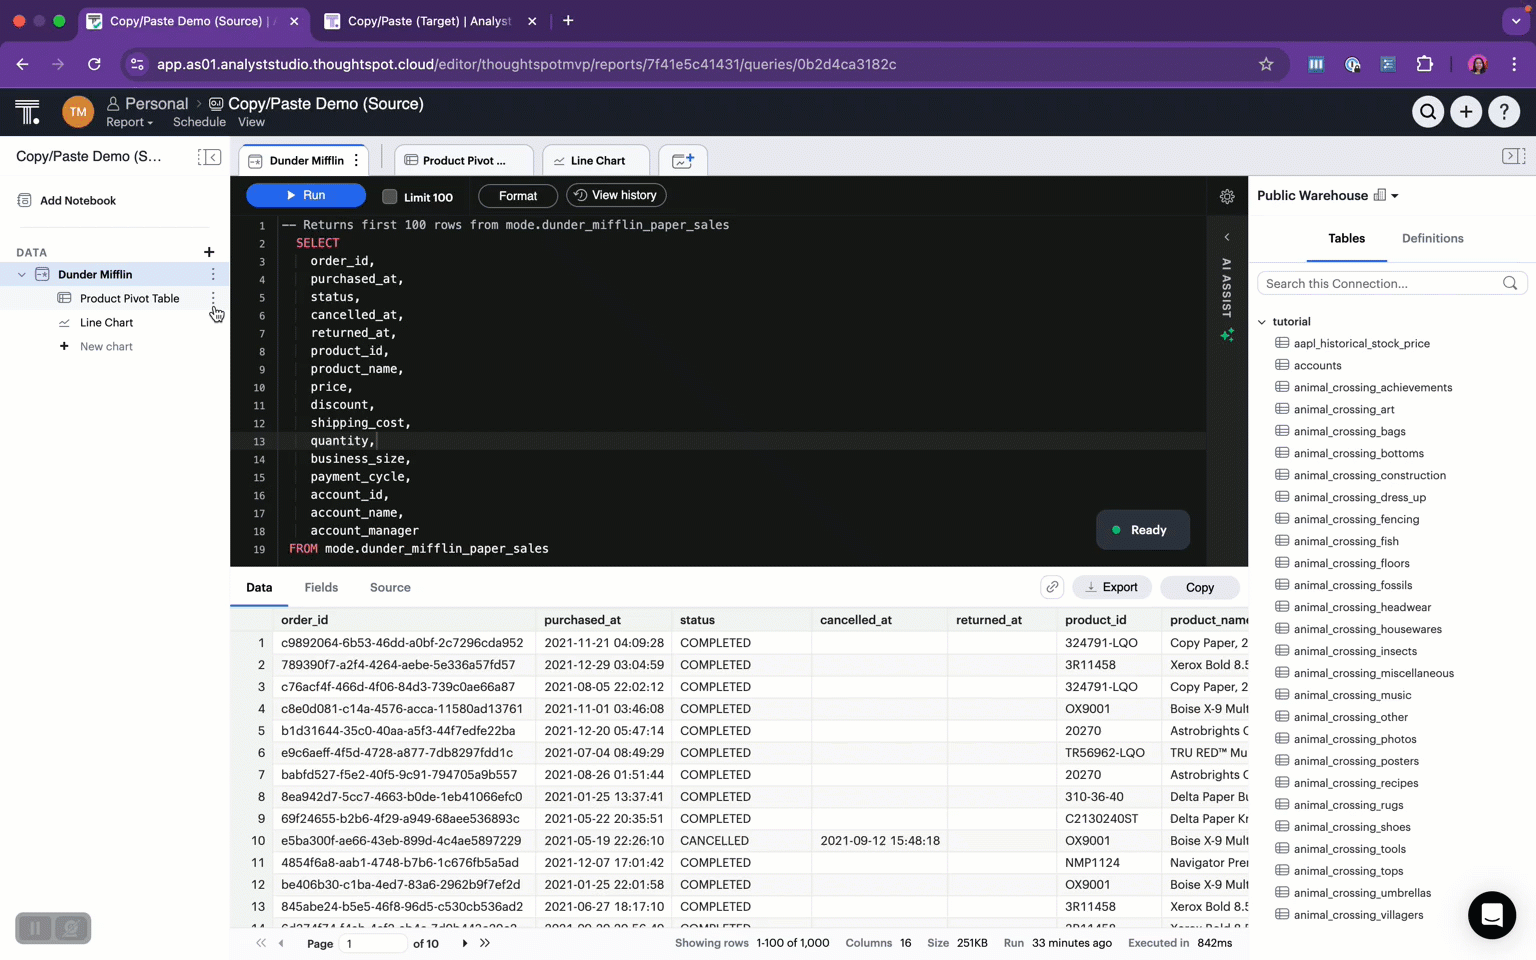 Copy/Paste Demo (Source) |
Copy/Paste (Target) | Analyst
app.as01.analyststudio.thoughtspot.cloud/editor/thoughtspotmvp/reports/7f41e5c41431/queries/0b2d4ca3182c
TM
Personal > Copy/Paste Demo (Source)
Report Schedule View
Copy/Paste Demo (S...
Add Notebook
DATA
Dunder Mifflin
Product Pivot Table
Line Chart
New chart
Dunder Mifflin
Product Pivot ...
Line Chart
Run Limit 100 Format View history
1 -- Returns first 100 rows from mode.dunder_mifflin_paper_sales
2 SELECT
3 order_id,
4 purchased_at,
5 status,
6 cancelled_at,
7 returned_at,
8 product_id,
9 product_name,
10 price,
11 discount,
12 shipping_cost,
13 quantity,
14 business_size,
15 payment_cycle,
16 account_id,
17 account_name,
18 account_manager
19 FROM mode.dunder_mifflin_paper_sales
AI ASSIST
Ready
Data Fields Source
Export Copy
order_id purchased_at status cancelled_at returned_at product_id product_name
1 c9892064-6b53-46dd-a0bf-2c7296cda952 2021-11-21 04:09:28 COMPLETED 324791-LQO Copy Paper, 2
2 789390f7-a2f4-4264-aebe-5e336a57fd57 2021-12-29 03:04:59 COMPLETED 3R11458 Xerox Bold 8.5
3 c76acf4f-466d-4f06-84d3-739c0ae66a87 2021-08-05 22:02:12 COMPLETED 324791-LQO Copy Paper, 2
4 c8e0d081-c14a-4576-acca-11580ad13761 2021-11-01 03:46:08 COMPLETED OX9001 Boise X-9 Mult
5 b1d31644-35c0-40aa-a5f3-44f7edfe22ba 2021-12-20 05:47:14 COMPLETED 20270 Astrobrights C
6 e9c6aeff-4f5d-4728-a877-7db8297fdd1c 2021-07-04 08:49:29 COMPLETED TR56962-LQO TRU RED™ Mu
7 babfd527-f5e2-40f5-9c91-794705a9b557 2021-08-26 01:51:44 COMPLETED 20270 Astrobrights C
8 8ea942d7-5cc7-4663-b0de-1eb41066efc0 2021-01-25 13:37:41 COMPLETED 310-36-40 Delta Paper Bu
9 69f24655-b2b6-4f29-a949-68aee536893c 2021-05-22 20:35:51 COMPLETED C2130240ST Delta Paper Kr
10 e5ba300f-ae66-43eb-899d-4c4ae5897229 2021-05-19 22:26:10 CANCELLED 2021-09-12 15:48:18 OX9001 Boise X-9 Mult
11 4854f6a8-aab1-4748-b7b6-1c676fb5a5ad 2021-12-07 17:01:42 COMPLETED NMP1124 Navigator Prer
12 be406b30-c1ba-4ed7-83a6-2962b9f7ef2d 2021-01-25 22:01:58 COMPLETED OX9001 Boise X-9 Mult
13 845abe24-b5e5-46f8-96d5-c530cb536ad2 2021-06-27 18:17:10 COMPLETED 3R11458 Xerox Bold 8.5
Page 1 of 10
Showing rows 1-100 of 1,000 Columns 16 Size 251KB Run 33 minutes ago Executed in 842ms
Public Warehouse
Tables Definitions
Search this Connection...
tutorial
aapl_historical_stock_price
accounts
animal_crossing_achievements
animal_crossing_art
animal_crossing_bags
animal_crossing_bottoms
animal_crossing_construction
animal_crossing_dress_up
animal_crossing_fencing
animal_crossing_fish
animal_crossing_floors
animal_crossing_fossils
animal_crossing_headwear
animal_crossing_housewares
animal_crossing_insects
animal_crossing_miscellaneous
animal_crossing_music
animal_crossing_other
animal_crossing_photos
animal_crossing_posters
animal_crossing_recipes
animal_crossing_rugs
animal_crossing_shoes
animal_crossing_tools
animal_crossing_tops
animal_crossing_umbrellas
animal_crossing_villagers